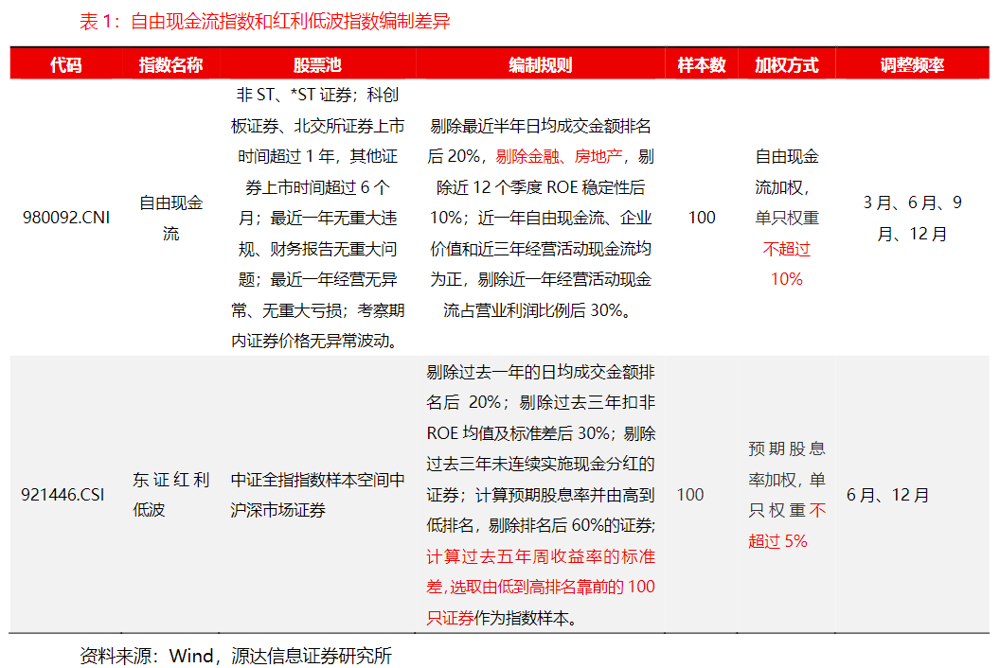 表 1：自由现金流指数和红利低波指数编制差异
代码 指数名称 股票池 编制规则 样本数 加权方式 调整频率
980092.CNI
自由现金
流
非 ST、*ST 证券；科创
板证券、北交所证券上市
时间超过 1 年，其他证
券上市时间超过 6 个
月；最近一年无重大违
规、财务报告无重大问
题；最近一年经营无异
常、无重大亏损；考察期
内证券价格无异常波动。
剔除最近半年日均成交金额排名
后 20%，剔除金融、房地产，剔
除近 12 个季度 ROE 稳定性后
10%；近一年自由现金流、企业
价值和近三年经营活动现金流均
为正，剔除近一年经营活动现金
流占营业利润比例后 30%。
100
自由现金
流加权，
单只权重
不超过
10%
3 月、6 月、9
月、12 月
921446.CSI
东证红利
低波
中证全指指数样本空间中
沪深市场证券
剔除过去一年的日均成交金额排
名后 20%；剔除过去三年扣非
ROE 均值及标准差后 30%；剔除
过去三年未连续实施现金分红的
证券；计算预期股息率并由高到
低排名，剔除排名后 60%的证券;
计算过去五年周收益率的标准
差,选取由低到高排名靠前的 100
只证券作为指数样本。
100
预期股息
率加权，单
只权重不
超过 5%
6 月、12 月
资料来源：Wind，源达信息证券研究所